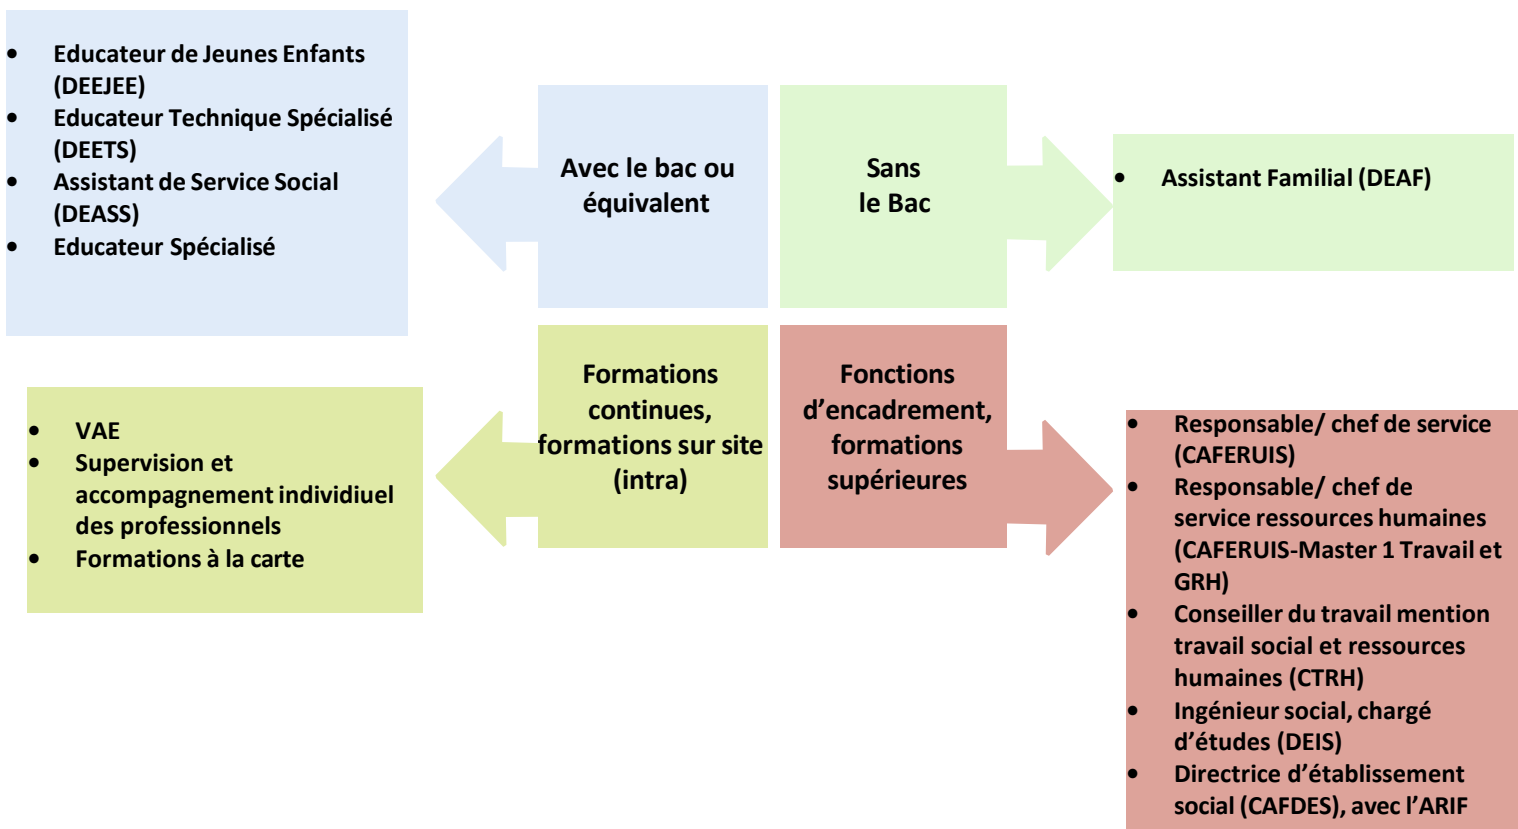 • Educateur de Jeunes Enfants
(DEEJEE)
• Educateur Technique Spécialisé
(DEETS)
• Assistant de Service Social
(DEASS)
• Educateur Spécialisé
Avec le bac ou
équivalent
Sans
le Bac
• Assistant Familial (DEAF)
Formations
continues,
formations sur site
(intra)
Fonctions
d’encadrement,
formations
supérieures
• VAE
• Supervision et
accompagnement individiuel
des professionnels
• Formations à la carte
• Responsable/ chef de service
(CAFERUIS)
• Responsable/ chef de
service ressources humaines
(CAFERUIS-Master 1 Travail et
GRH)
• Conseiller du travail mention
travail social et ressources
humaines (CTRH)
• Ingénieur social, chargé
d’études (DEIS)
• Directrice d’établissement
social (CAFDES), avec l’ARIF